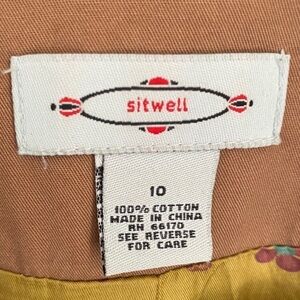 sitwell
10
100% COTTON
MADE IN CHINA
RN 66170
SEE REVERSE
FOR CARE